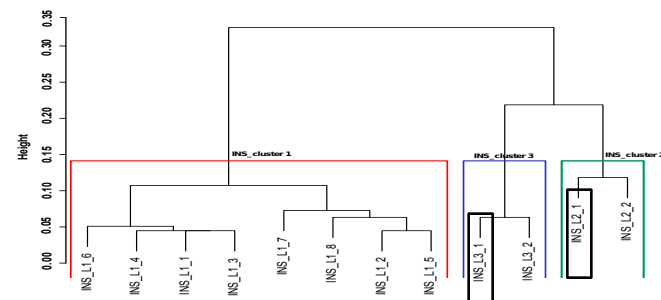 0.35
0.30
0.25
0.20
0.15
0.10
0.05
0.00
Height
INS_cluster 1
INS_cluster 3
INS_cluster 2
INS_L1_6
INS_L1_4
INS_L1_1
INS_L1_3
INS_L1_7
INS_L1_8
INS_L1_2
INS_L1_5
INS_L3_1
INS_L3_2
INS_L2_1
INS_L2_2